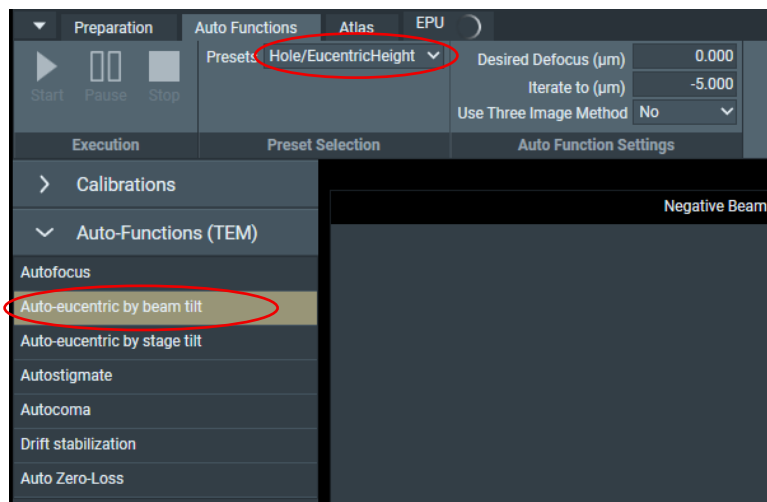 Preparation Auto Functions Atlas EPU
Presets Hole/EucentricHeight Desired Defocus (µm) 0.000
Start Pause Stop Iterate to (µm) -5.000
Use Three Image Method No
Execution Preset Selection Auto Function Settings
Calibrations
Negative Beam
Auto-Functions (TEM)
Autofocus
Auto-eucentric by beam tilt
Auto-eucentric by stage tilt
Autostigmate
Autocoma
Drift stabilization
Auto Zero-Loss